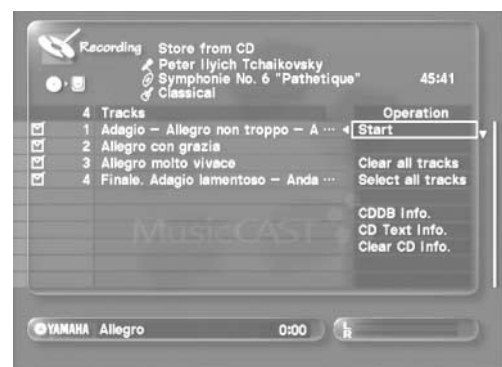 Recording Store from CD
Peter Ilyich Tchaikovsky
Symphonie No. 6 "Pathetique" 45:41
Classical
4 Tracks Operation
1 Adagio – Allegro non troppo – A ··· Start
2 Allegro con grazia
3 Allegro molto vivace Clear all tracks
4 Finale. Adagio lamentoso – Anda ··· Select all tracks
CDDB Info.
MusicCAST CD Text Info.
Clear CD Info.
YAMAHA Allegro 0:00 L
R